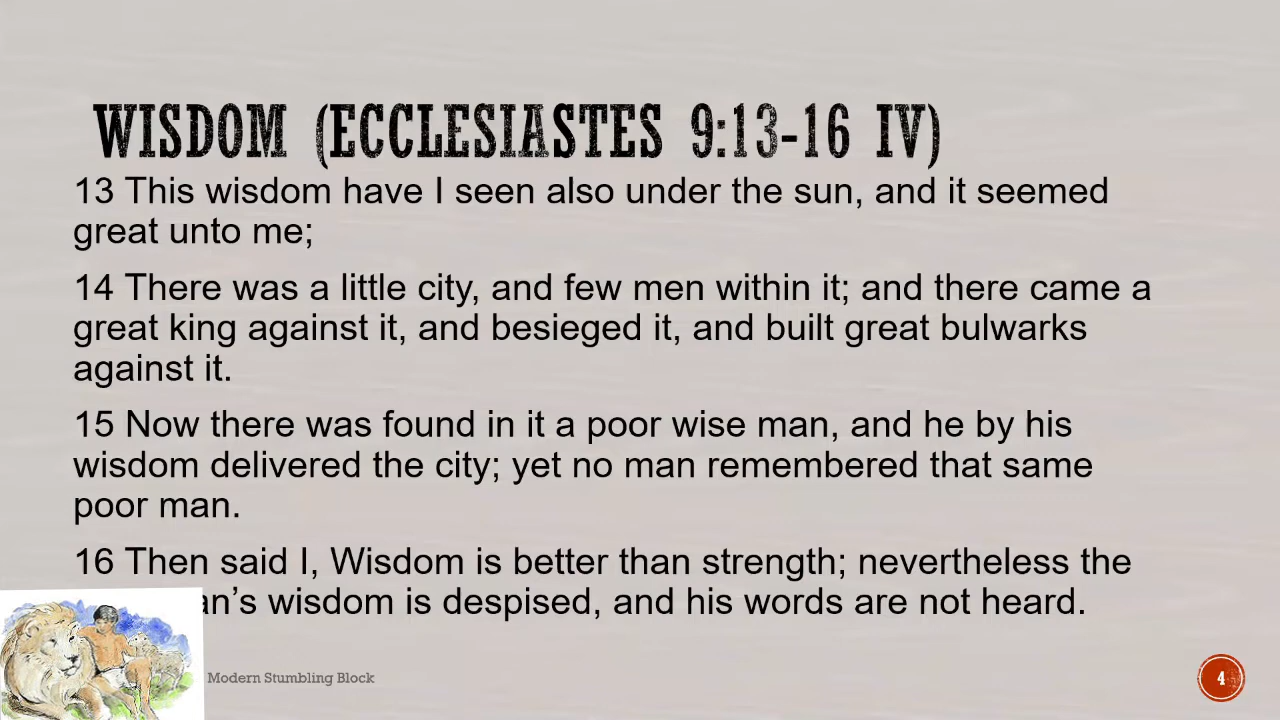 WISDOM (ECCLESIASTES 9:13-16 IV)
13 This wisdom have I seen also under the sun, and it seemed
great unto me;
14 There was a little city, and few men within it; and there came a
great king against it, and besieged it, and built great bulwarks
against it.
15 Now there was found in it a poor wise man, and he by his
wisdom delivered the city; yet no man remembered that same
poor man.
16 Then said I, Wisdom is better than strength; nevertheless the
an’s wisdom is despised, and his words are not heard.
Modern Stumbling Block
4